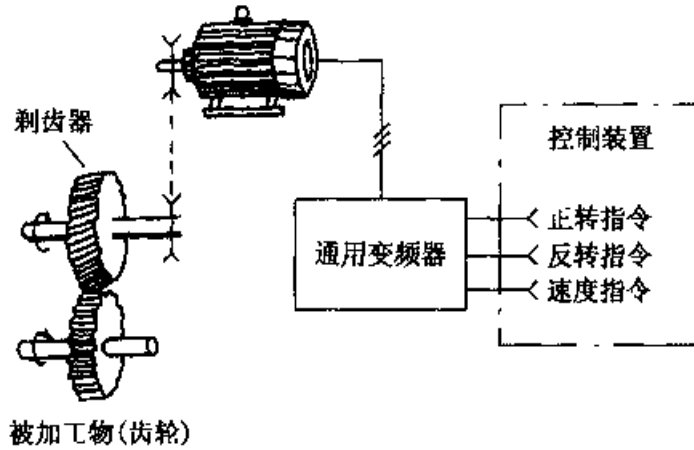 剃齿器
控制装置
通用变频器
正转指令
反转指令
速度指令
被加工物(齿轮)